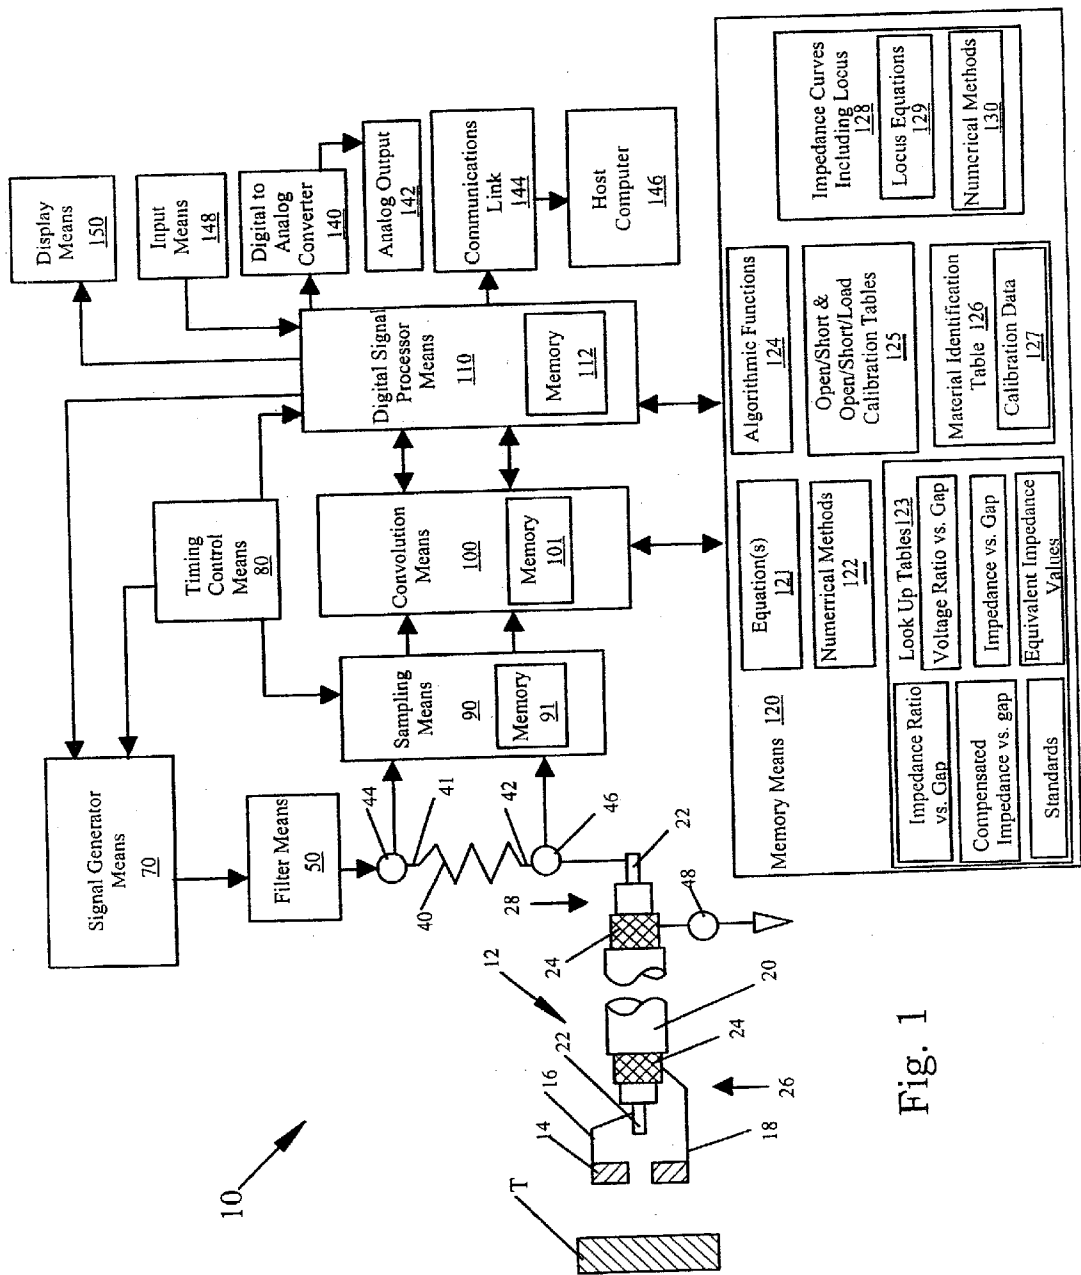 10
Signal Generator
Means
70
Filter Means
50
Timing
Control
Means
80
Display
Means
150
Input
Means
148
Digital to
Analog
Converter
140
Analog Output
142
Communications
Link
144
Host
Computer
146
Digital Signal
Processor
Means
110
Memory
112
Convolution Means
100
Memory
101
Sampling
Means
90
Memory
91
44
41
40
42
46
22
28
24
48
12
20
22
24
16
14
26
18
T
Memory Means 120
Equation(s)
121
Numerrical Methods
122
Look Up Tables123
Voltage Ratio vs. Gap
Impedance vs. Gap
Equivalent Impedance
Values
Impedance Ratio
vs. Gap
Compensated
Impedance vs. gap
Standards
Algorithmic Functions
124
Open/Short &
Open/Short/Load
Calibration Tables
125
Material Identification
Table 126
Calibration Data
127
Impedance Curves
Including Locus
128
Locus Equations
129
Numerical Methods
130
Fig. 1